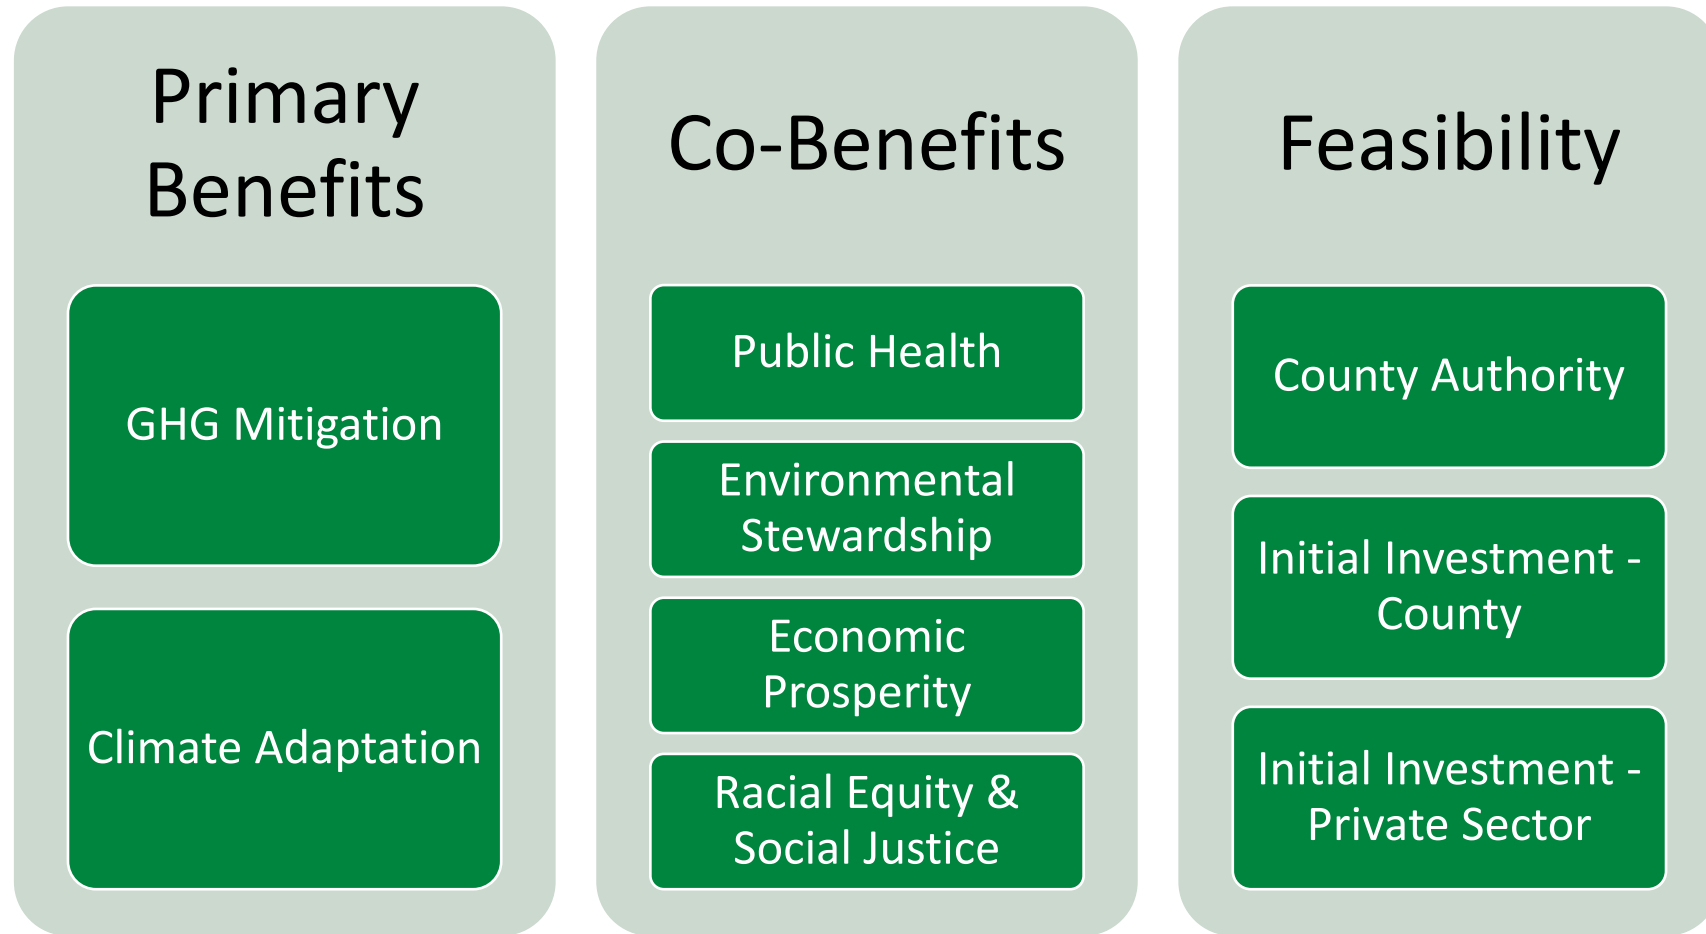 Primary
Benefits
GHG Mitigation
Climate Adaptation
Co-Benefits
Public Health
Environmental
Stewardship
Economic
Prosperity
Racial Equity &
Social Justice
Feasibility
County Authority
Initial Investment -
County
Initial Investment -
Private Sector